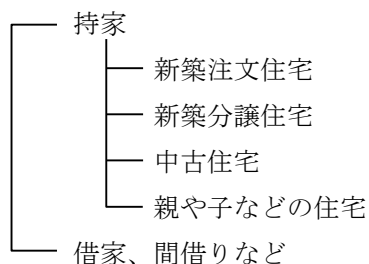 持家
新築注文住宅
新築分譲住宅
中古住宅
親や子などの住宅
借家、間借りなど